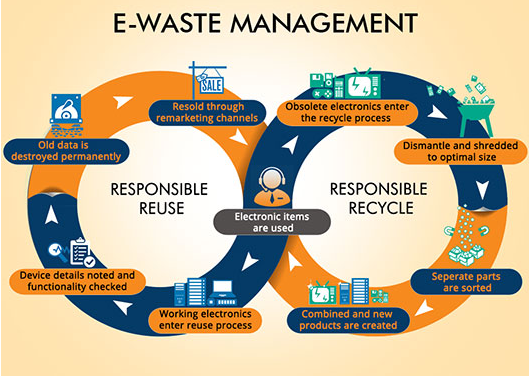 E-WASTE MANAGEMENT
SALE
Resold through
remarketing channels
Obsolete electronics enter
the recycle process
Old data is
destroyed permanently
Dismantle and shredded
to optimal size
RESPONSIBLE
REUSE
RESPONSIBLE
RECYCLE
Electronic items
are used
Device details noted and
functionality checked
Seperate parts
are sorted
Working electronics
enter reuse process
Combined and new
products are created